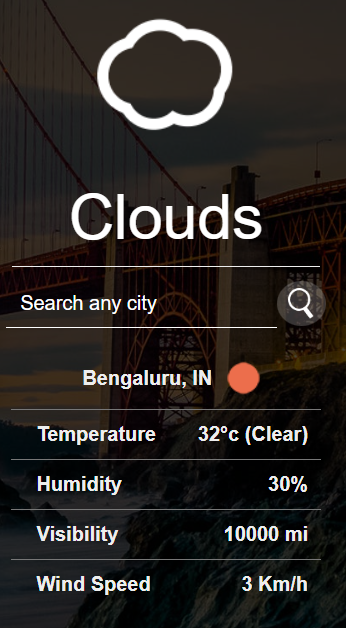 Clouds
Search any city
Bengaluru, IN
Temperature 32°c (Clear)
Humidity 30%
Visibility 10000 mi
Wind Speed 3 Km/h